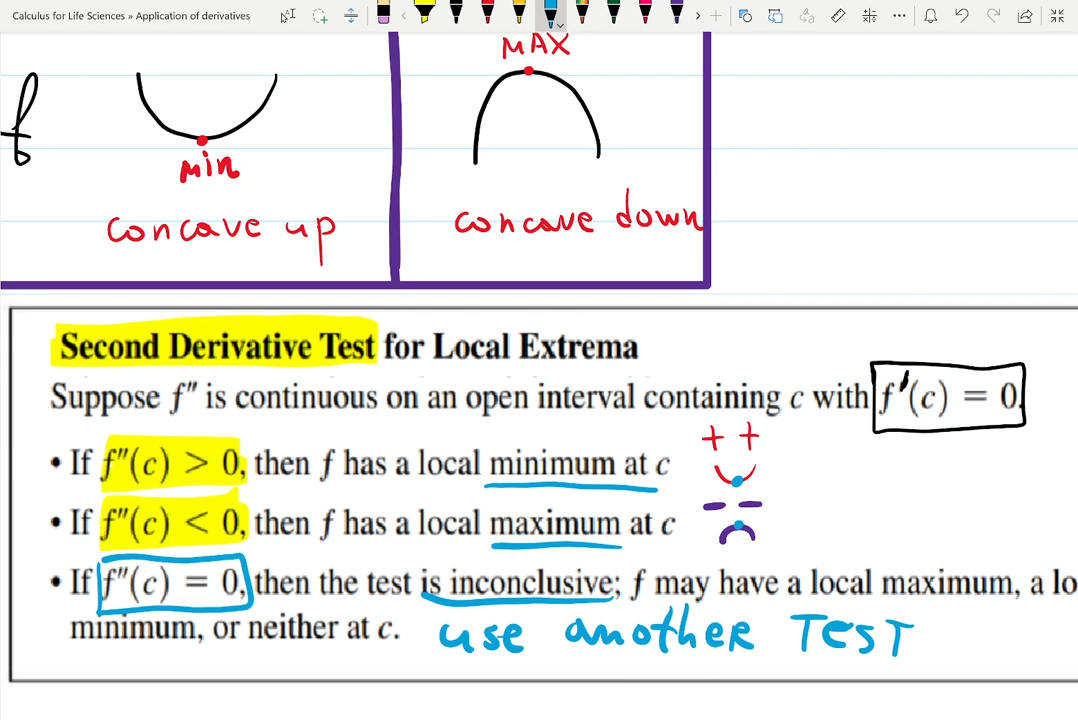 Calculus for Life Sciences » Application of derivatives
MAX
f
min
concave up
concave down
Second Derivative Test for Local Extrema
Suppose f″ is continuous on an open interval containing c with f′(c) = 0.
• If f″(c) > 0, then f has a local minimum at c
+ +
• If f″(c) < 0, then f has a local maximum at c
− −
• If f″(c) = 0, then the test is inconclusive; f may have a local maximum, a lo
minimum, or neither at c.
use another TEST